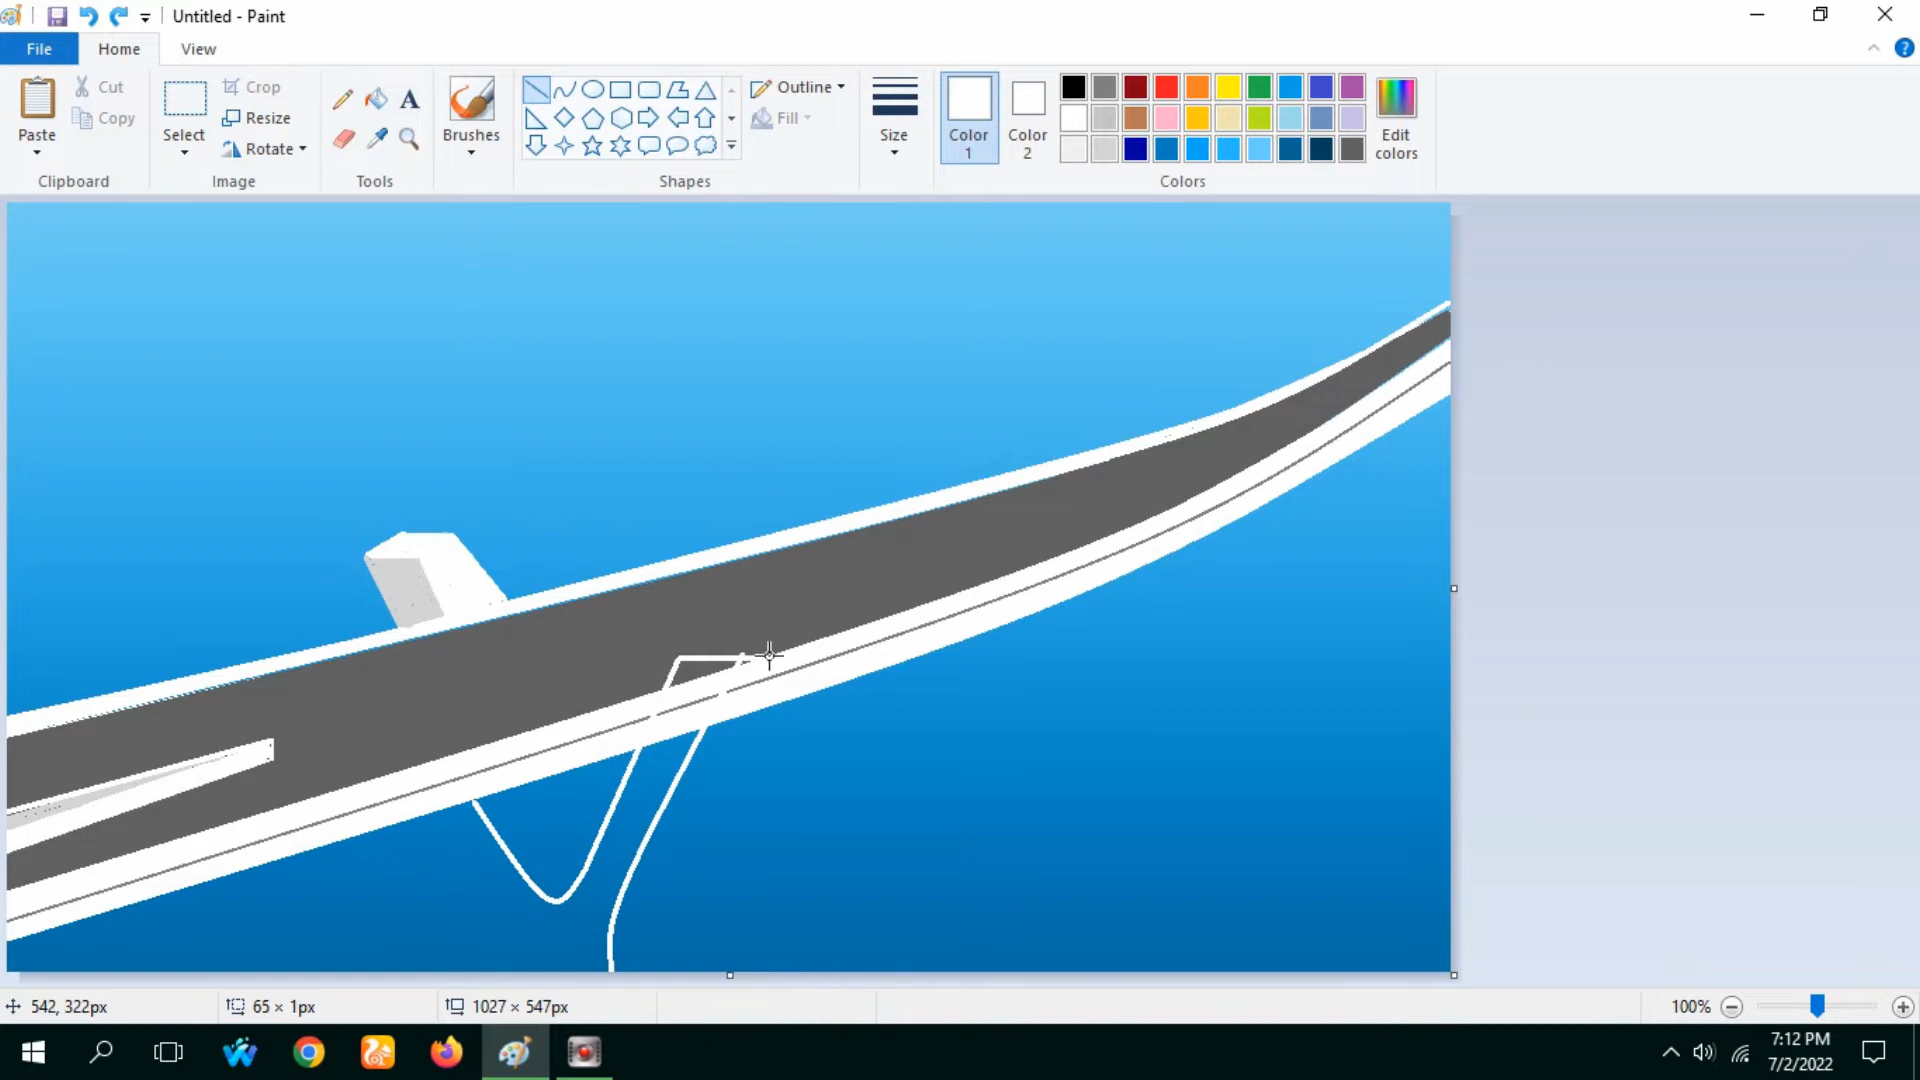 Untitled - Paint
File
Home
View
Paste
Cut
Copy
Clipboard
Select
Crop
Resize
Rotate
Image
A
Tools
Brushes
Outline
Fill
Shapes
Size
Color
1
Color
2
Edit
colors
Colors
?
542, 322px
65 × 1px
1027 × 547px
100%
7:12 PM
7/2/2022